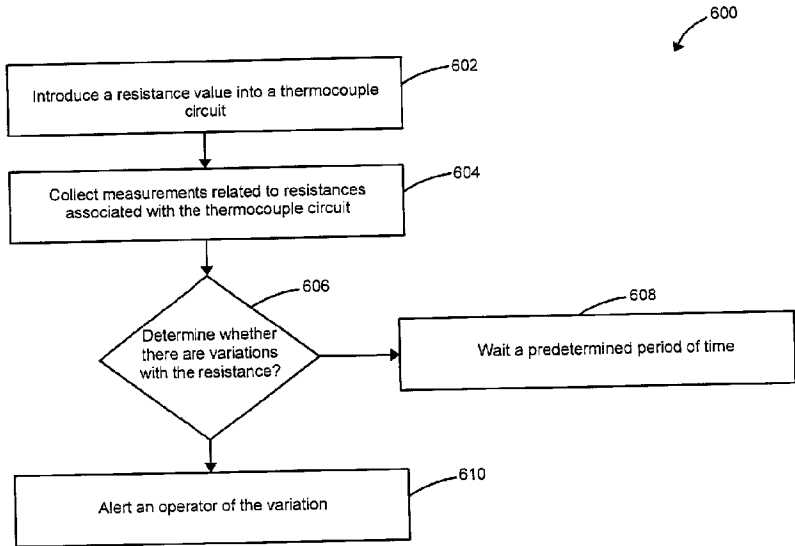 600
602
Introduce a resistance value into a thermocouple
circuit
604
Collect measurements related to resistances
associated with the thermocouple circuit
606
Determine whether
there are variations
with the resistance?
608
Wait a predetermined period of time
610
Alert an operator of the variation